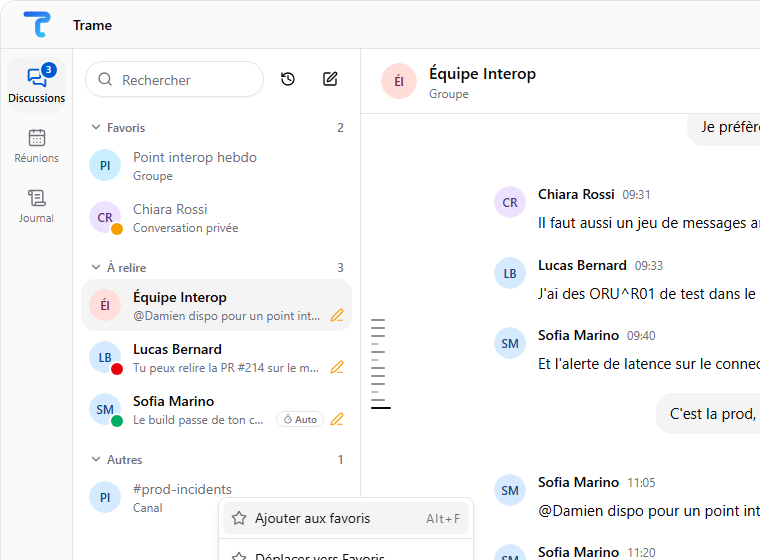 Trame
3
Discussions
Réunions
Journal
Rechercher
Favoris 2
PI
Point interop hebdo
Groupe
CR
Chiara Rossi
Conversation privée
À relire 3
ÉI
Équipe Interop
@Damien dispo pour un point int...
LB
Lucas Bernard
Tu peux relire la PR #214 sur le m...
SM
Sofia Marino
Le build passe de ton c... Auto
Autres 1
PI
#prod-incidents
Canal
Ajouter aux favoris Alt+F
Déplacer vers Favoris
ÉI
Équipe Interop
Groupe
Je préfère
CR
Chiara Rossi 09:31
Il faut aussi un jeu de messages
LB
Lucas Bernard 09:33
J'ai des ORU^R01 de test dans le
SM
Sofia Marino 09:40
Et l'alerte de latence sur le
C'est la prod,
SM
Sofia Marino 11:05
@Damien dispo pour un point
SM
Sofia Marino 11:20